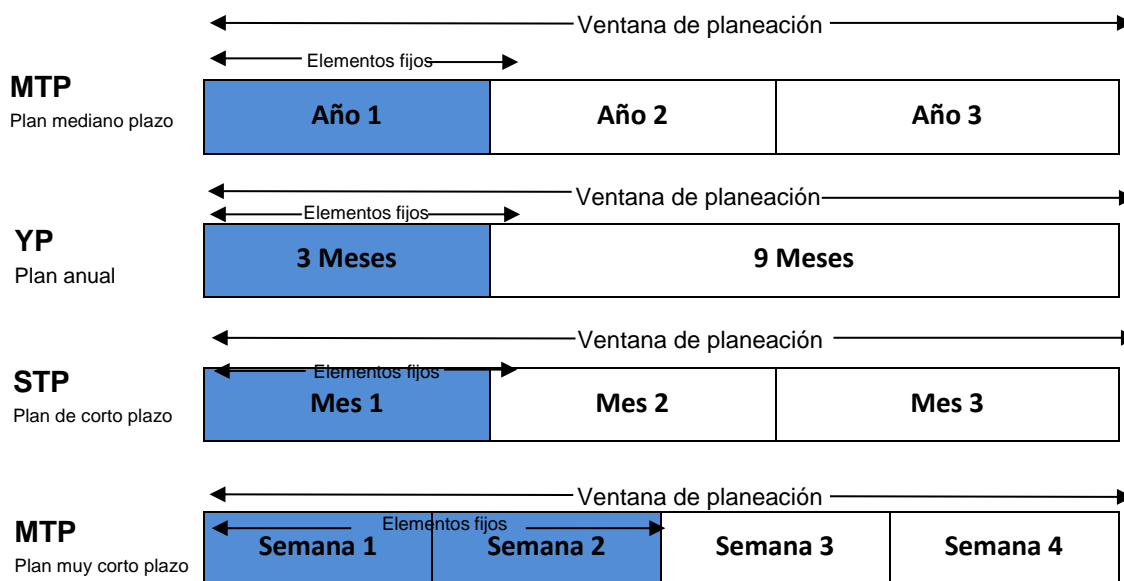 Ventana de planeación
Elementos fijos
MTP
Plan mediano plazo
Año 1 Año 2 Año 3
Ventana de planeación
Elementos fijos
YP
Plan anual
3 Meses 9 Meses
Ventana de planeación
Elementos fijos
STP
Plan de corto plazo
Mes 1 Mes 2 Mes 3
Ventana de planeación
Elementos fijos
MTP
Plan muy corto plazo
Semana 1 Semana 2 Semana 3 Semana 4